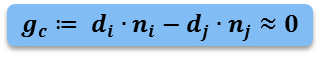 g_c ≔ d_i · n_i − d_j · n_j ≈ 0